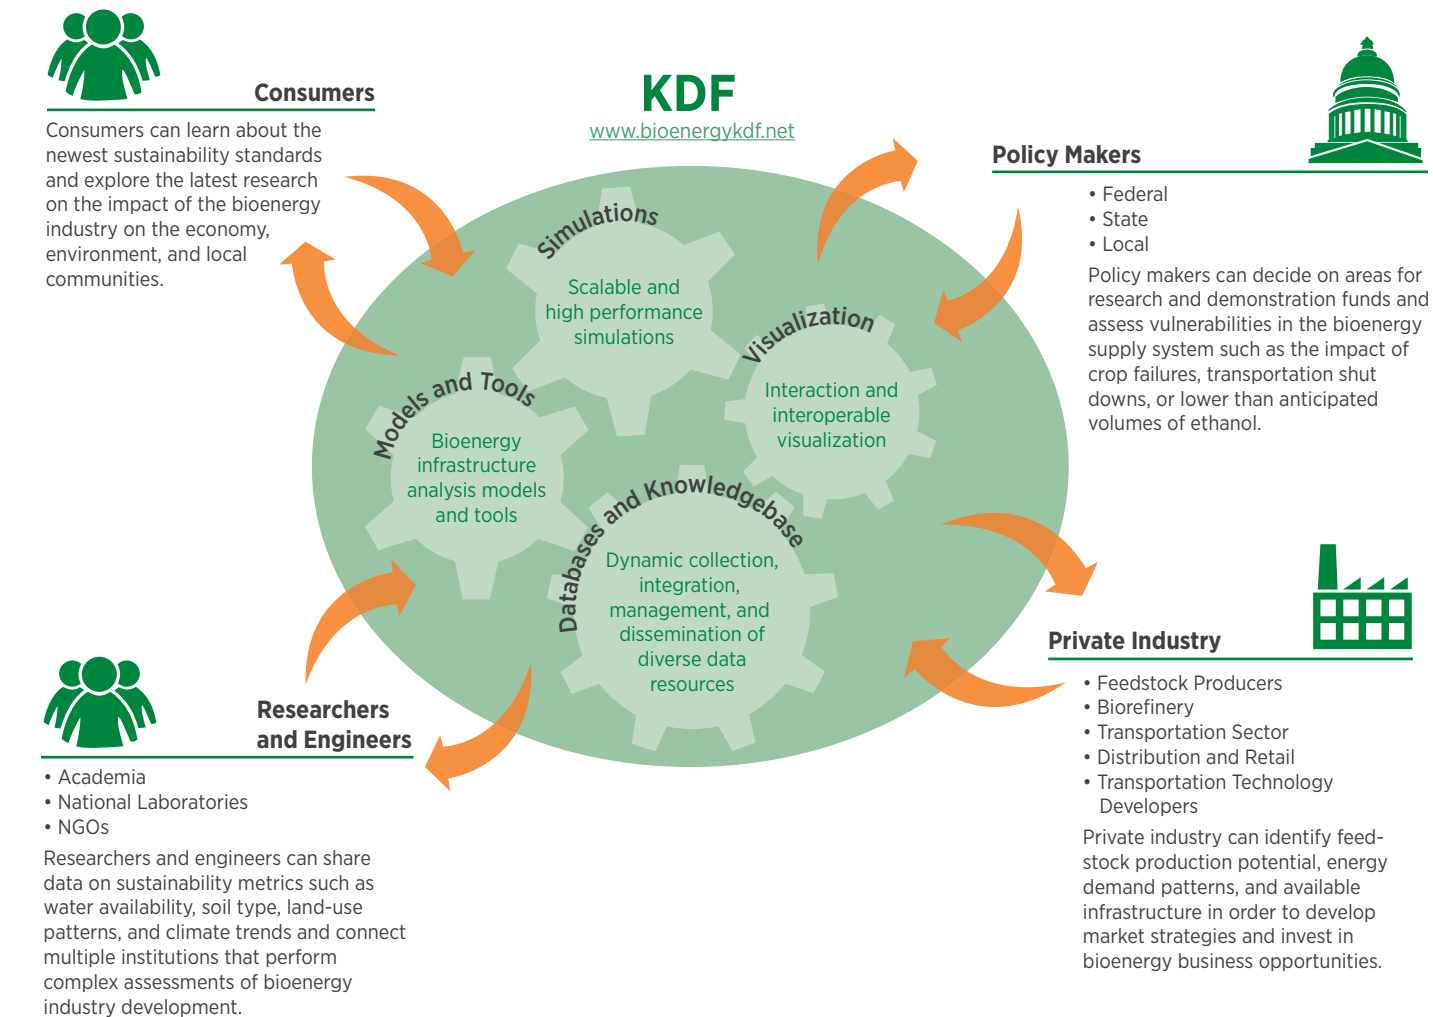 Consumers
Consumers can learn about the
newest sustainability standards
and explore the latest research
on the impact of the bioenergy
industry on the economy,
environment, and local
communities.
KDF
www.bioenergykdf.net
Policy Makers
• Federal
• State
• Local
Policy makers can decide on areas for
research and demonstration funds and
assess vulnerabilities in the bioenergy
supply system such as the impact of
crop failures, transportation shut
downs, or lower than anticipated
volumes of ethanol.
Simulations
Scalable and
high performance
simulations
Visualization
Interaction and
interoperable
visualization
Models and Tools
Bioenergy
infrastructure
analysis models
and tools
Databases and Knowledgebase
Dynamic collection,
integration,
management, and
dissemination of
diverse data
resources
Researchers
and Engineers
• Academia
• National Laboratories
• NGOs
Researchers and engineers can share
data on sustainability metrics such as
water availability, soil type, land-use
patterns, and climate trends and connect
multiple institutions that perform
complex assessments of bioenergy
industry development.
Private Industry
• Feedstock Producers
• Biorefinery
• Transportation Sector
• Distribution and Retail
• Transportation Technology
Developers
Private industry can identify feed-
stock production potential, energy
demand patterns, and available
infrastructure in order to develop
market strategies and invest in
bioenergy business opportunities.